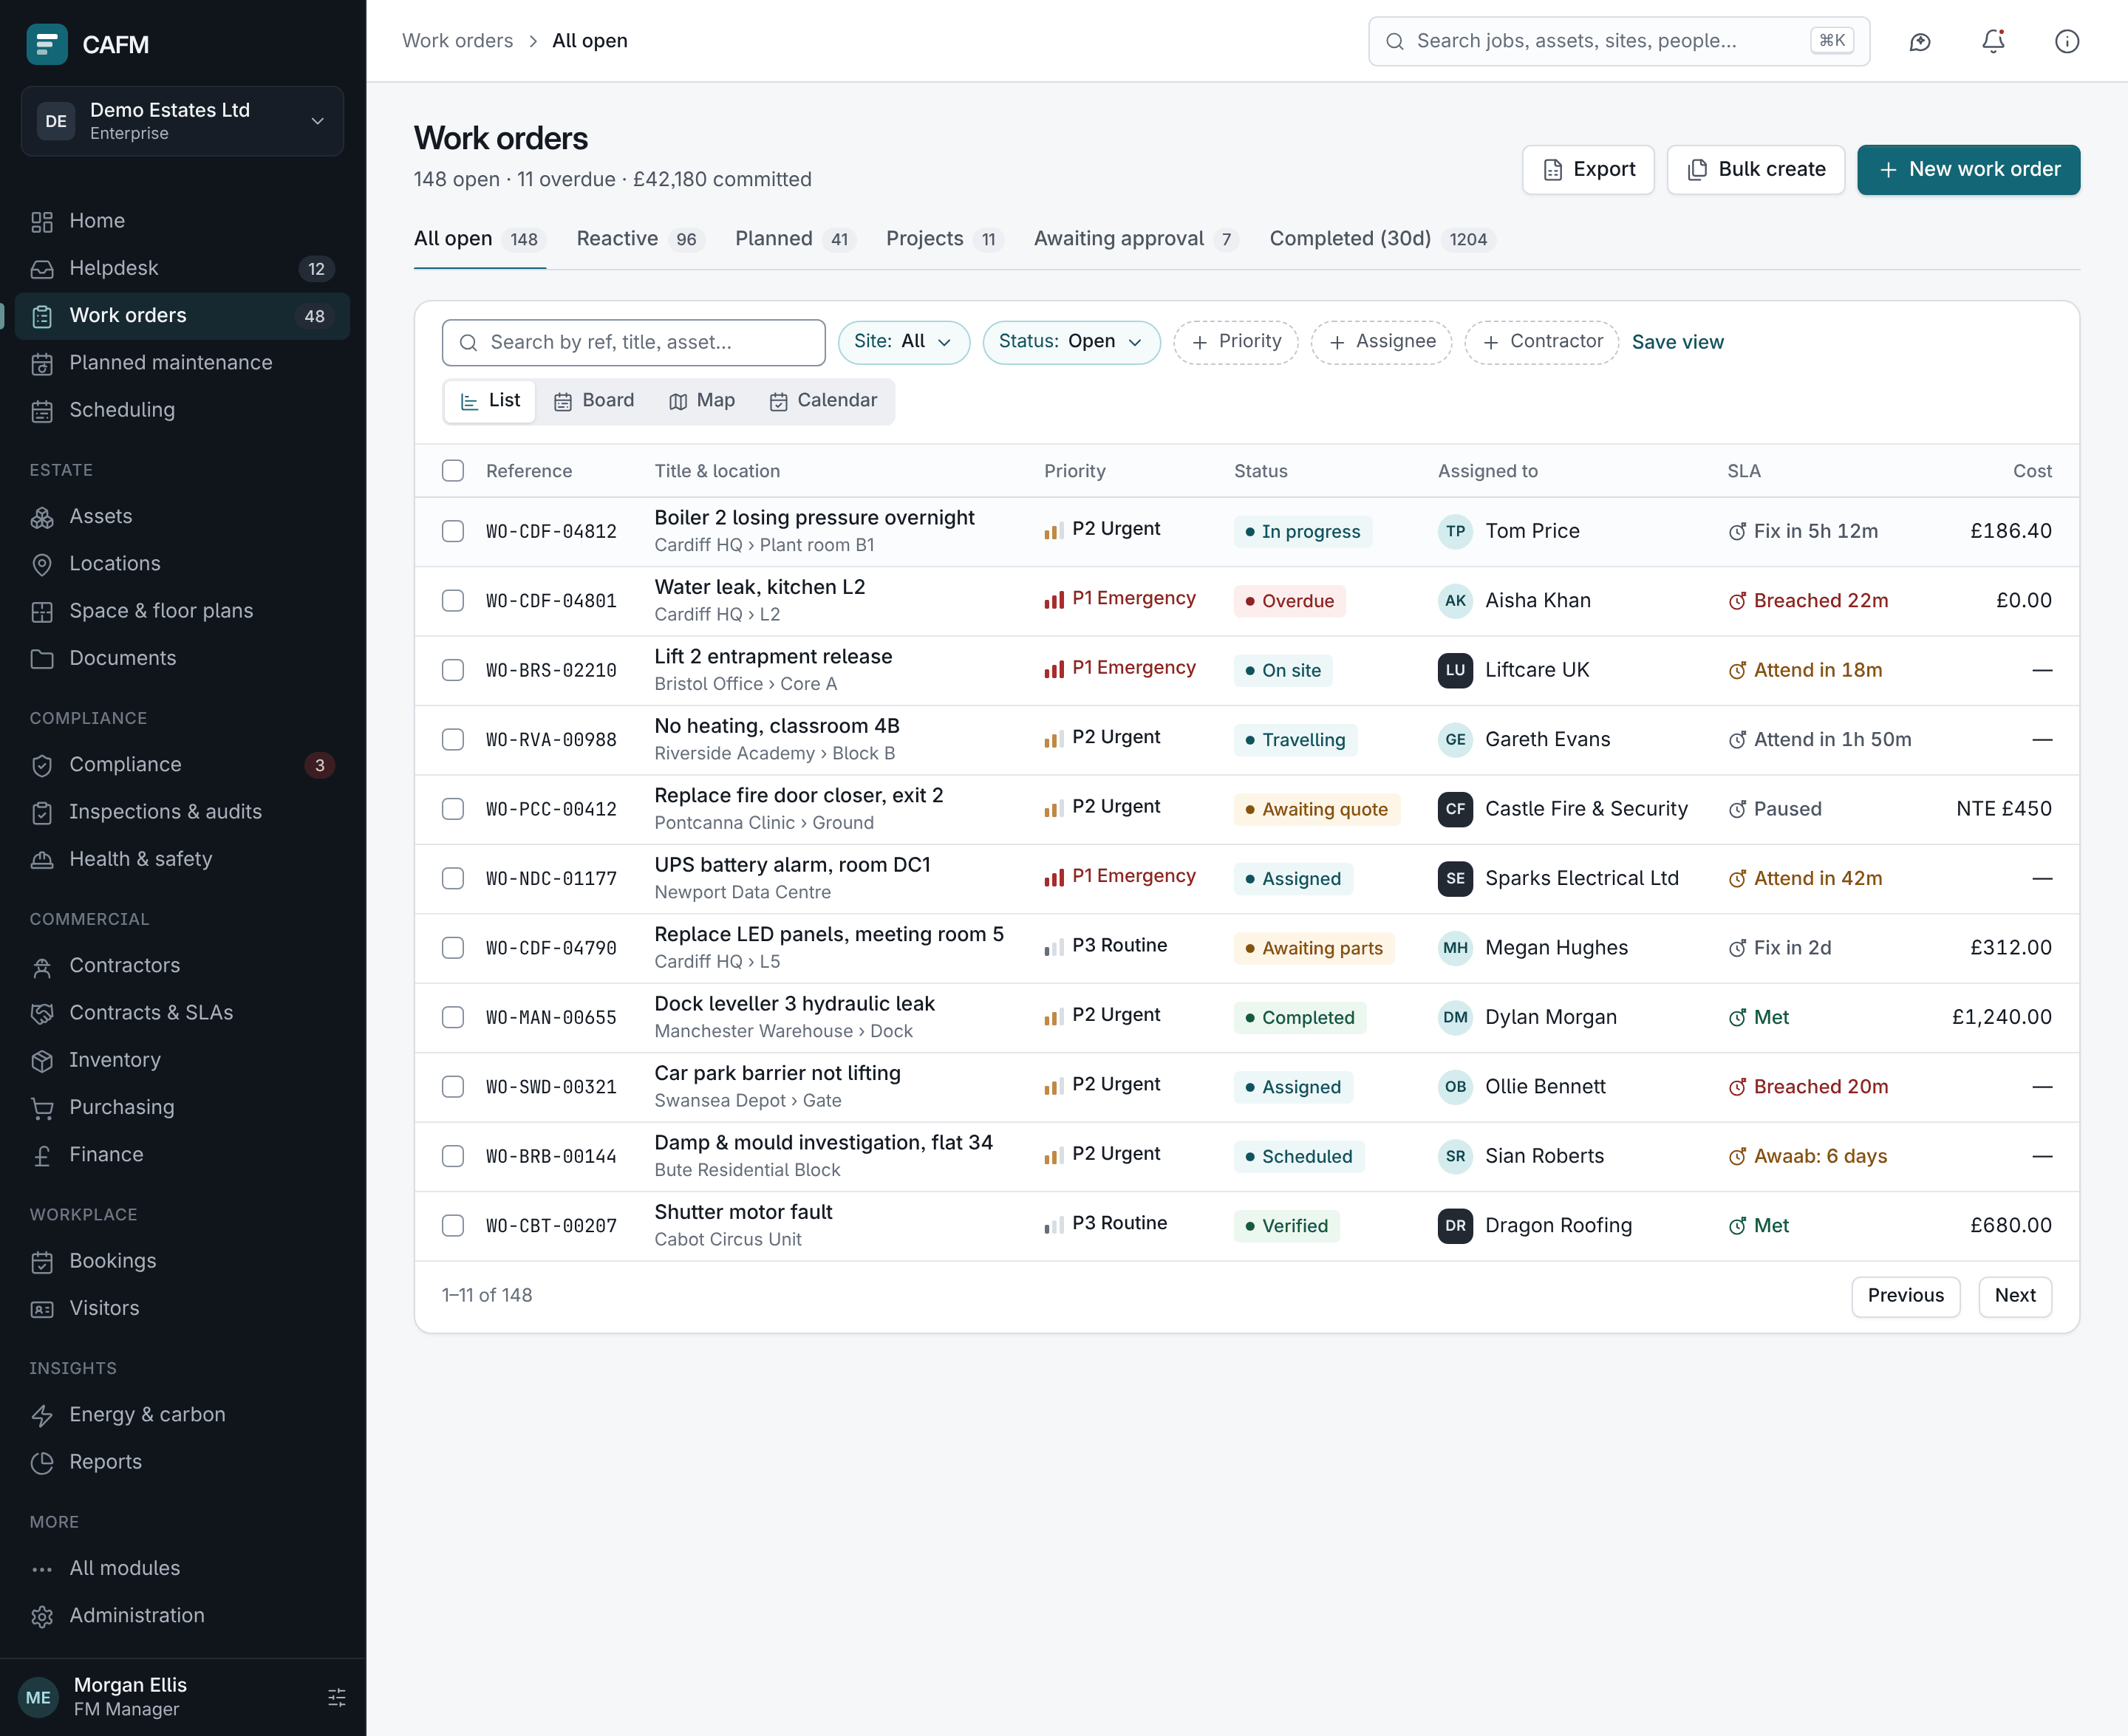 CAFM
DE
Demo Estates Ltd
Enterprise
Home
Helpdesk 12
Work orders 48
Planned maintenance
Scheduling
ESTATE
Assets
Locations
Space & floor plans
Documents
COMPLIANCE
Compliance 3
Inspections & audits
Health & safety
COMMERCIAL
Contractors
Contracts & SLAs
Inventory
Purchasing
Finance
WORKPLACE
Bookings
Visitors
INSIGHTS
Energy & carbon
Reports
MORE
All modules
Administration
ME
Morgan Ellis
FM Manager
Work orders > All open
Search jobs, assets, sites, people... ⌘K
Work orders
148 open · 11 overdue · £42,180 committed
Export Bulk create + New work order
All open 148 Reactive 96 Planned 41 Projects 11 Awaiting approval 7 Completed (30d) 1204
Search by ref, title, asset... Site: All Status: Open + Priority + Assignee + Contractor Save view
List Board Map Calendar
Reference Title & location Priority Status Assigned to SLA Cost
WO-CDF-04812 Boiler 2 losing pressure overnight P2 Urgent In progress TP Tom Price Fix in 5h 12m £186.40
Cardiff HQ › Plant room B1
WO-CDF-04801 Water leak, kitchen L2 P1 Emergency Overdue AK Aisha Khan Breached 22m £0.00
Cardiff HQ › L2
WO-BRS-02210 Lift 2 entrapment release P1 Emergency On site LU Liftcare UK Attend in 18m —
Bristol Office › Core A
WO-RVA-00988 No heating, classroom 4B P2 Urgent Travelling GE Gareth Evans Attend in 1h 50m —
Riverside Academy › Block B
WO-PCC-00412 Replace fire door closer, exit 2 P2 Urgent Awaiting quote CF Castle Fire & Security Paused NTE £450
Pontcanna Clinic › Ground
WO-NDC-01177 UPS battery alarm, room DC1 P1 Emergency Assigned SE Sparks Electrical Ltd Attend in 42m —
Newport Data Centre
WO-CDF-04790 Replace LED panels, meeting room 5 P3 Routine Awaiting parts MH Megan Hughes Fix in 2d £312.00
Cardiff HQ › L5
WO-MAN-00655 Dock leveller 3 hydraulic leak P2 Urgent Completed DM Dylan Morgan Met £1,240.00
Manchester Warehouse › Dock
WO-SWD-00321 Car park barrier not lifting P2 Urgent Assigned OB Ollie Bennett Breached 20m —
Swansea Depot › Gate
WO-BRB-00144 Damp & mould investigation, flat 34 P2 Urgent Scheduled SR Sian Roberts Awaab: 6 days —
Bute Residential Block
WO-CBT-00207 Shutter motor fault P3 Routine Verified DR Dragon Roofing Met £680.00
Cabot Circus Unit
1–11 of 148 Previous Next